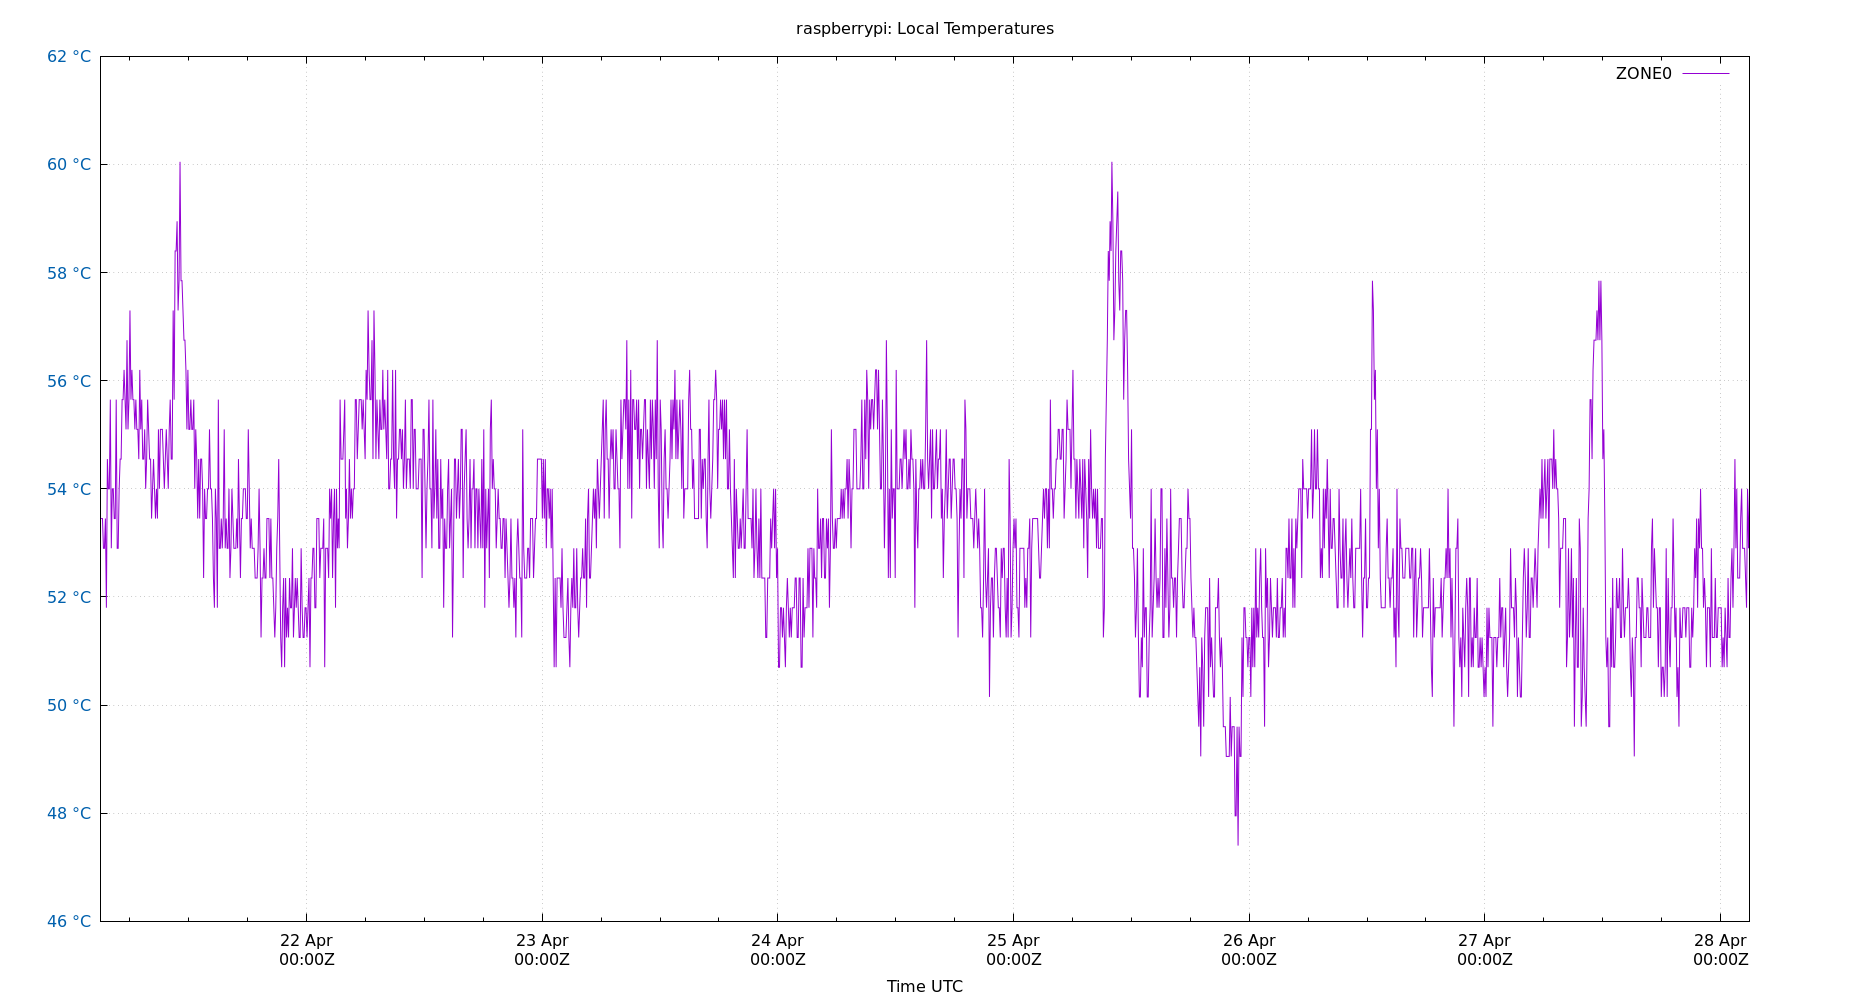 raspberrypi: Local Temperatures
62 °C
ZONE0
60 °C
58 °C
56 °C
54 °C
52 °C
50 °C
48 °C
46 °C
22 Apr 23 Apr 24 Apr 25 Apr 26 Apr 27 Apr 28 Apr
00:00Z 00:00Z 00:00Z 00:00Z 00:00Z 00:00Z 00:00Z
Time UTC